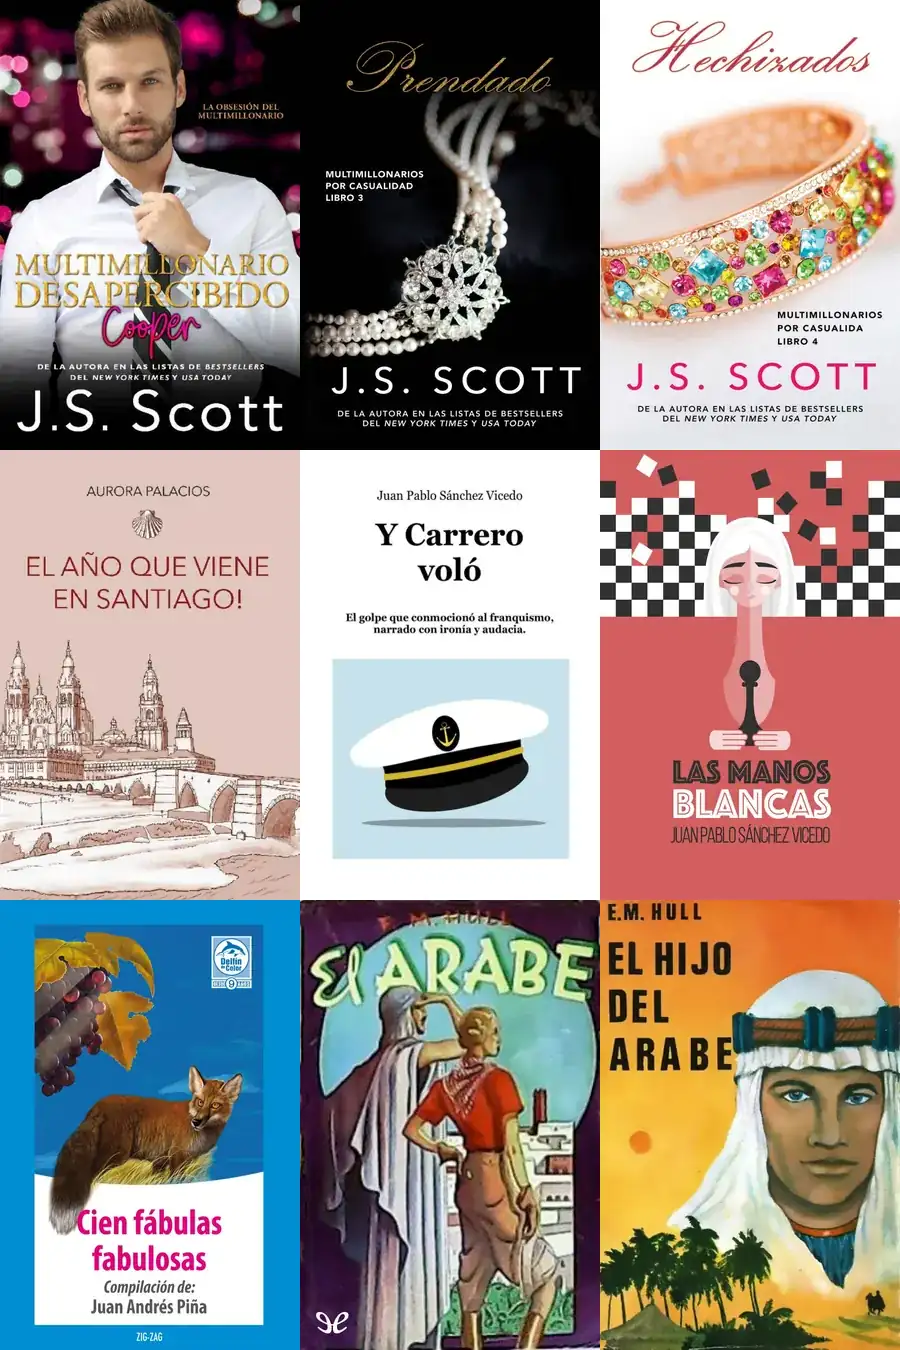 LA OBSESIÓN DEL
MULTIMILLONARIO
MULTIMILLONARIO
DESAPERCIBIDO
Cooper
DE LA AUTORA EN LAS LISTAS DE BESTSELLERS
DEL NEW YORK TIMES Y USA TODAY
J.S. Scott
Prendado
MULTIMILLONARIOS
POR CASUALIDAD
LIBRO 3
J.S. SCOTT
DE LA AUTORA EN LAS LISTAS DE BESTSELLERS
DEL NEW YORK TIMES Y USA TODAY
Hechizados
MULTIMILLONARIOS
POR CASUALIDA
LIBRO 4
J.S. SCOTT
DE LA AUTORA EN LAS LISTAS DE BESTSELLERS
DEL NEW YORK TIMES Y USA TODAY
AURORA PALACIOS
EL AÑO QUE VIENE
EN SANTIAGO!
Juan Pablo Sánchez Vicedo
Y Carrero
voló
El golpe que conmocionó al franquismo,
narrado con ironía y audacia.
LAS MANOS
BLANCAS
JUAN PABLO SÁNCHEZ VICEDO
Delfín
de Color
DESDE 9 AÑOS
Cien fábulas
fabulosas
Compilación de:
Juan Andrés Piña
ZIG-ZAG
E. M. HULL
El ARABE
E.M. HULL
EL HIJO
DEL
ARABE